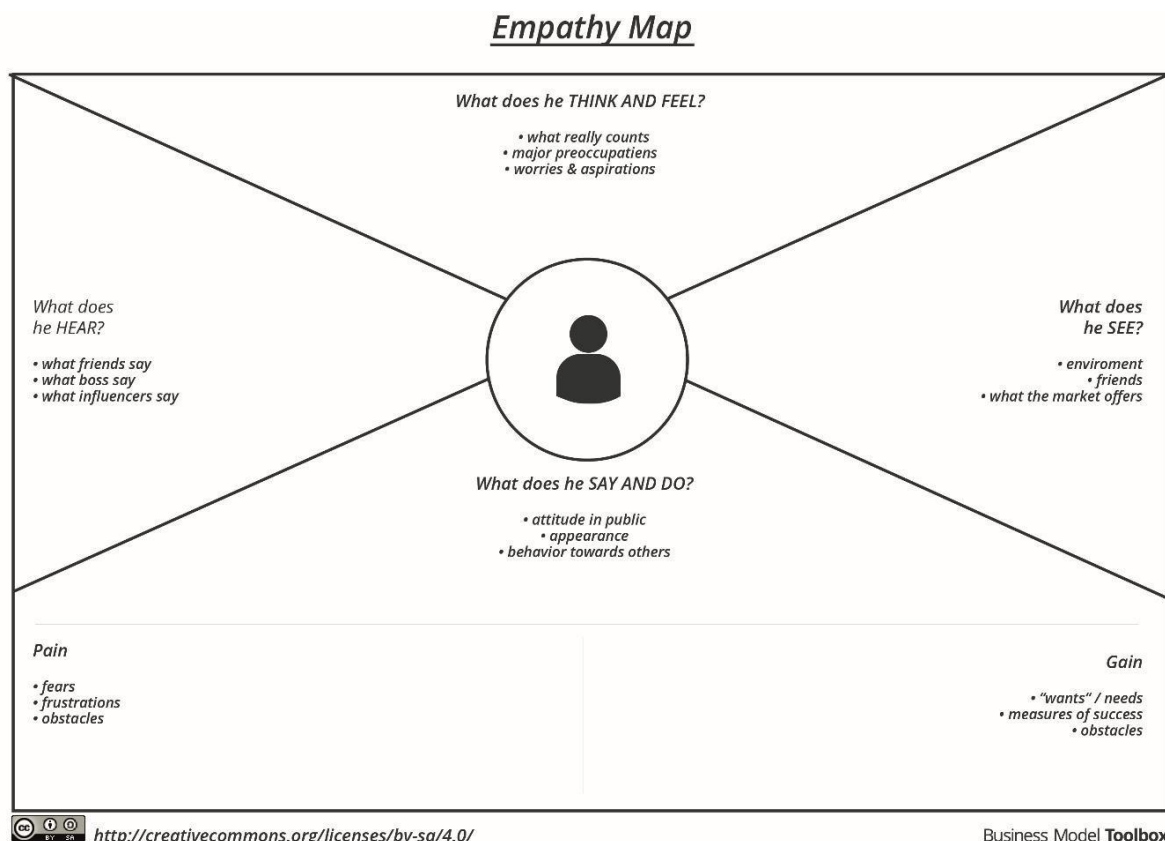 Empathy Map
What does he THINK AND FEEL?
• what really counts
• major preoccupatiens
• worries & aspirations
What does
he HEAR?
• what friends say
• what boss say
• what influencers say
What does
he SEE?
• enviroment
• friends
• what the market offers
What does he SAY AND DO?
• attitude in public
• appearance
• behavior towards others
Pain
• fears
• frustrations
• obstacles
Gain
• “wants“ / needs
• measures of success
• obstacles
cc BY SA
http://creativecommons.org/licenses/by-sa/4.0/
Business Model Toolbox